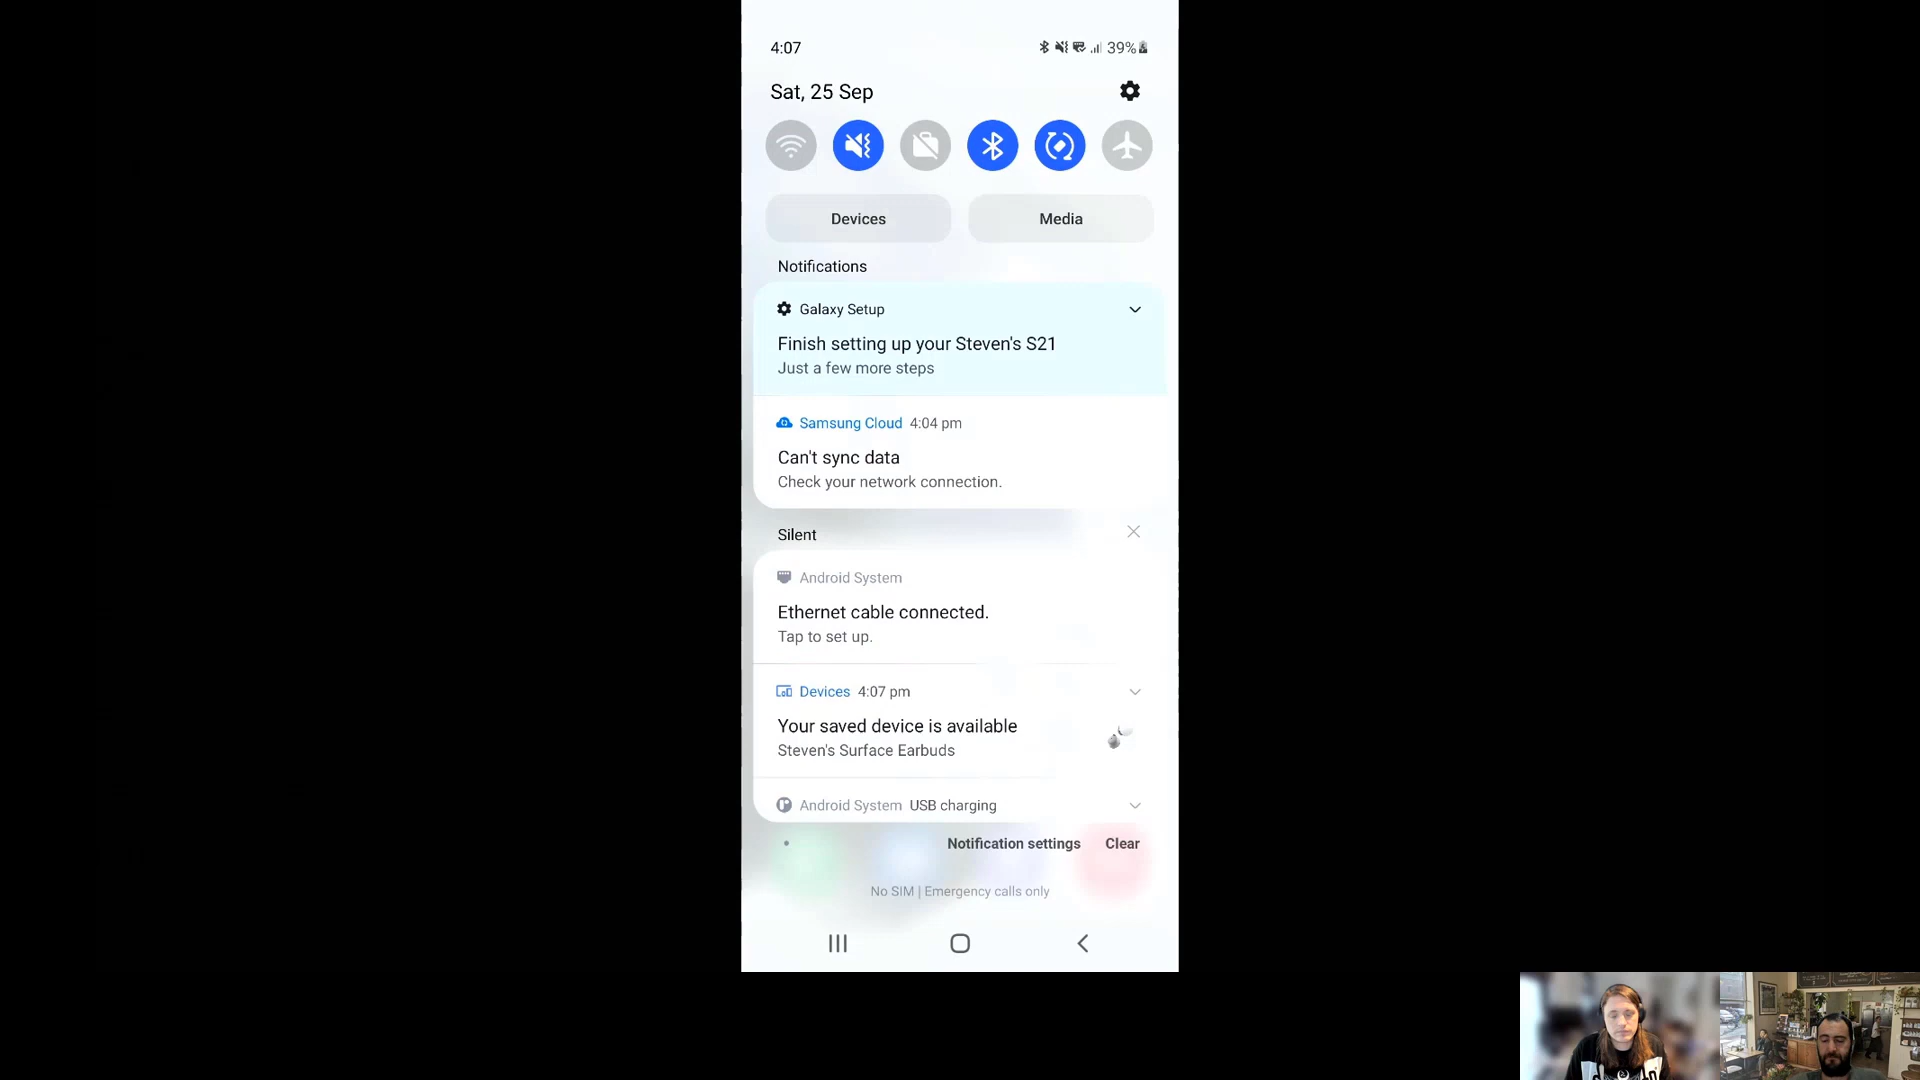 4:07
39%
Sat, 25 Sep
Devices
Media
Notifications
Galaxy Setup
Finish setting up your Steven's S21
Just a few more steps
Samsung Cloud 4:04 pm
Can't sync data
Check your network connection.
Silent
Android System
Ethernet cable connected.
Tap to set up.
Devices 4:07 pm
Your saved device is available
Steven's Surface Earbuds
Android System USB charging
Notification settings
Clear
No SIM | Emergency calls only